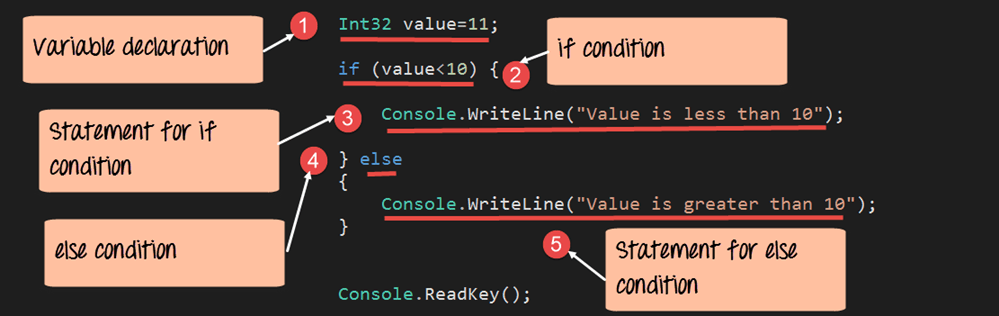 Variable declaration
1
Int32 value=11;
if (value<10) {
2
if condition
Statement for if
condition
3
Console.WriteLine("Value is less than 10");
4
} else
{
Console.WriteLine("Value is greater than 10");
}
else condition
5
Statement for else
condition
Console.ReadKey();